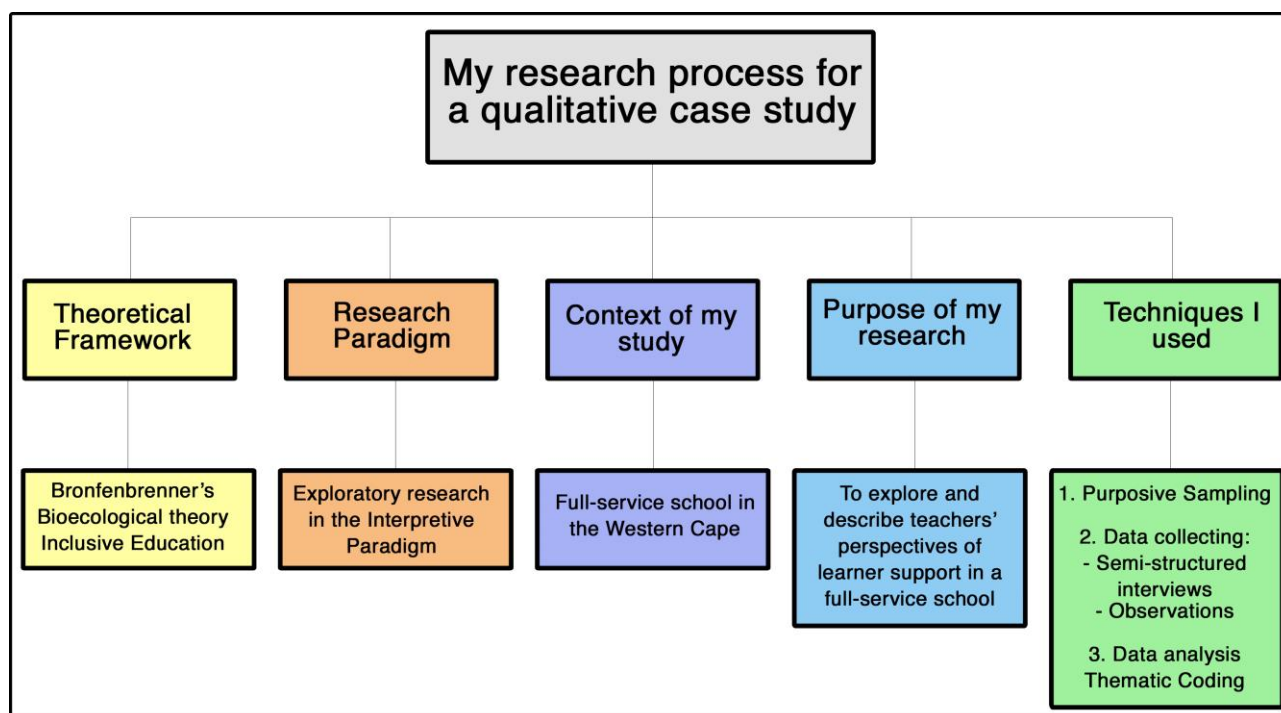 My research process for
a qualitative case study
Theoretical
Framework
Research
Paradigm
Context of my
study
Purpose of my
research
Techniques I
used
Bronfenbrenner's
Bioecological theory
Inclusive Education
Exploratory research
in the Interpretive
Paradigm
Full-service school in
the Western Cape
To explore and
describe teachers'
perspectives of
learner support in a
full-service school
1. Purposive Sampling
2. Data collecting:
- Semi-structured
interviews
- Observations
3. Data analysis
Thematic Coding